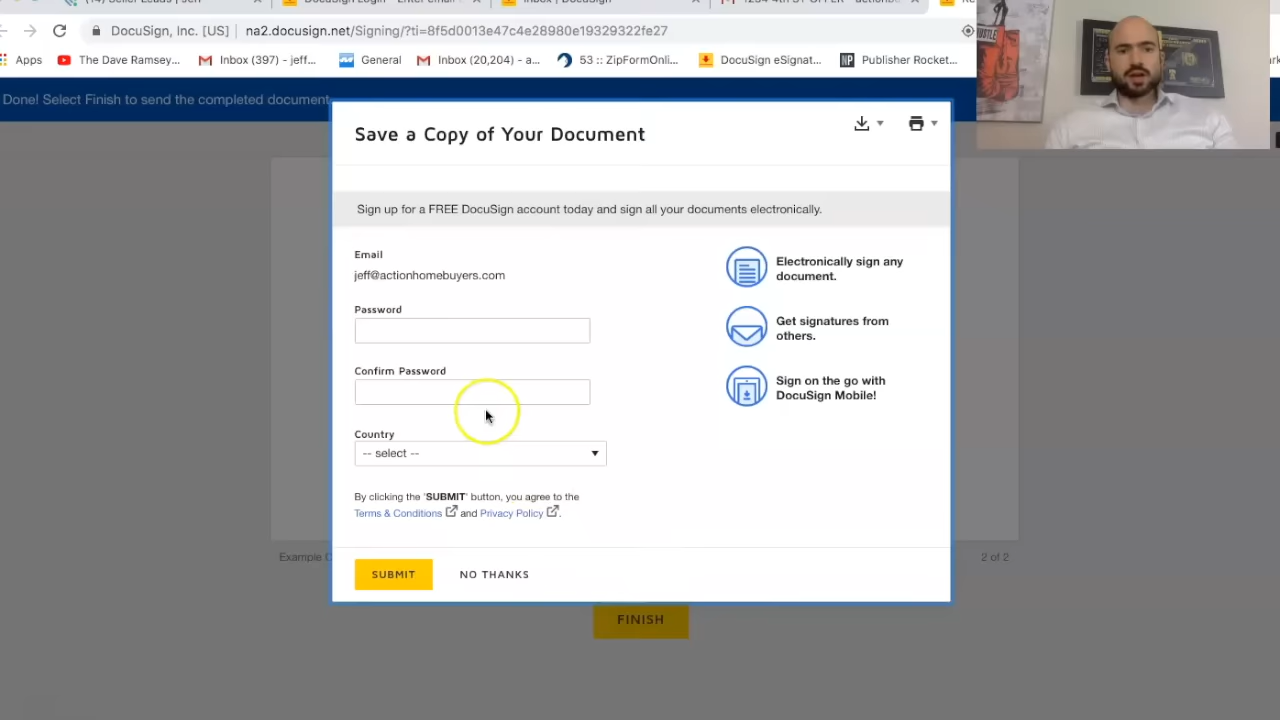 DocuSign, Inc. [US]
na2.docusign.net/Signing/?ti=8f5d0013e47c4e28980e19329322fe27
Apps
The Dave Ramsey...
Inbox (397) - jeff...
General
Inbox (20,204) - a...
53 :: ZipFormOnli...
DocuSign eSignat...
NP
Publisher Rocket...
Done! Select Finish to send the completed document.
Save a Copy of Your Document
Sign up for a FREE DocuSign account today and sign all your documents electronically.
Email
jeff@actionhomebuyers.com
Password
Confirm Password
Country
-- select --
By clicking the 'SUBMIT' button, you agree to the
Terms & Conditions and Privacy Policy.
Electronically sign any
document.
Get signatures from
others.
Sign on the go with
DocuSign Mobile!
SUBMIT
NO THANKS
Example
2 of 2
FINISH